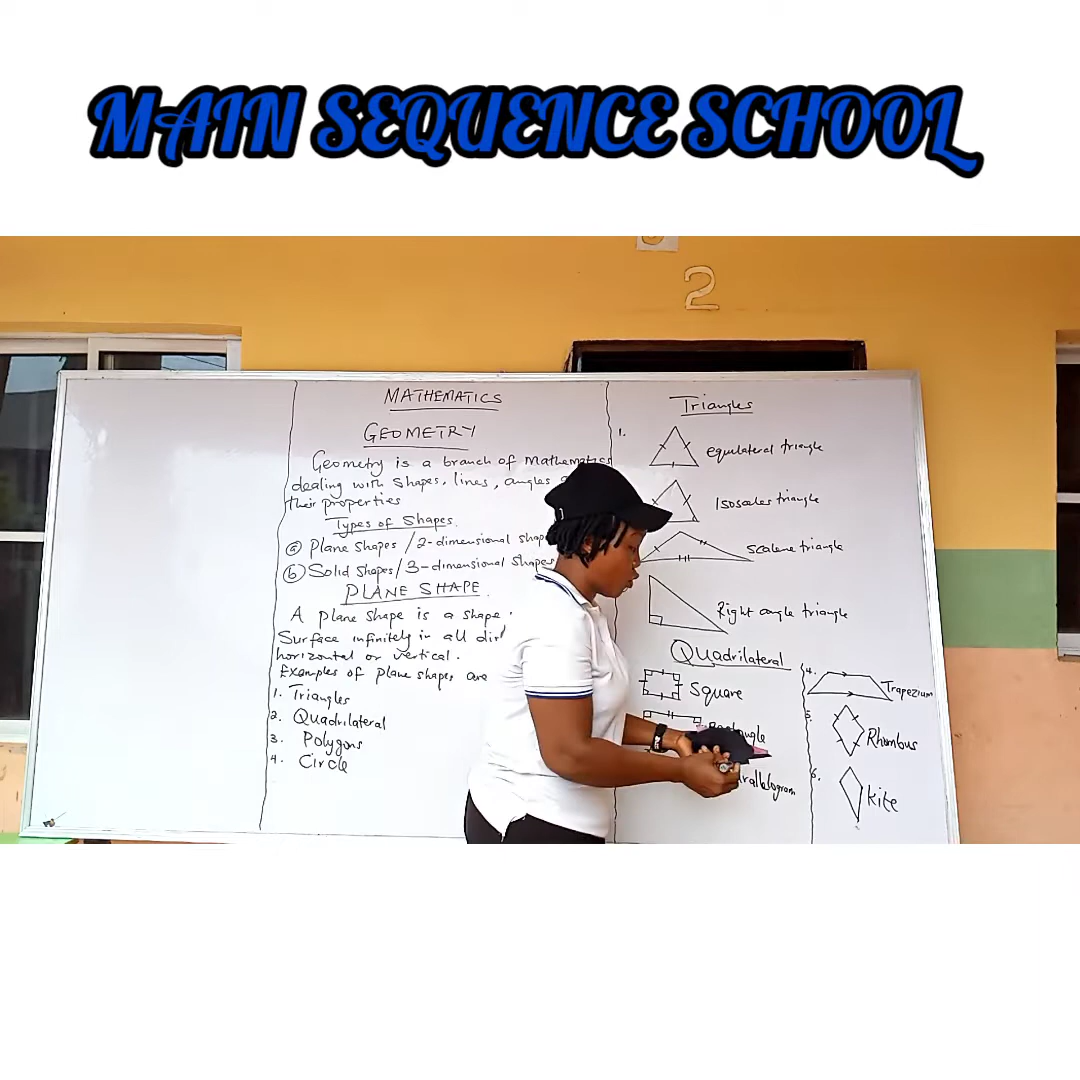 MAIN SEQUENCE SCHOOL
2
MATHEMATICS
GEOMETRY
Geometry is a branch of mathematics
dealing with shapes, lines, angles
their properties
Types of Shapes.
(a) Plane shapes / 2-dimensional shape
(b) Solid shapes / 3-dimensional shapes
PLANE SHAPE
A plane shape is a shape
Surface infinitely in all
horizontal or vertical.
Examples of plane shapes are
1. Triangles
2. Quadrilateral
3. Polygons
4. Circle
Triangles
1.
equilateral triangle
Isosceles triangle
Scalene triangle
Right angle triangle
Quadrilateral
Square
4. Trapezium
5. Rhombus
6. Kite